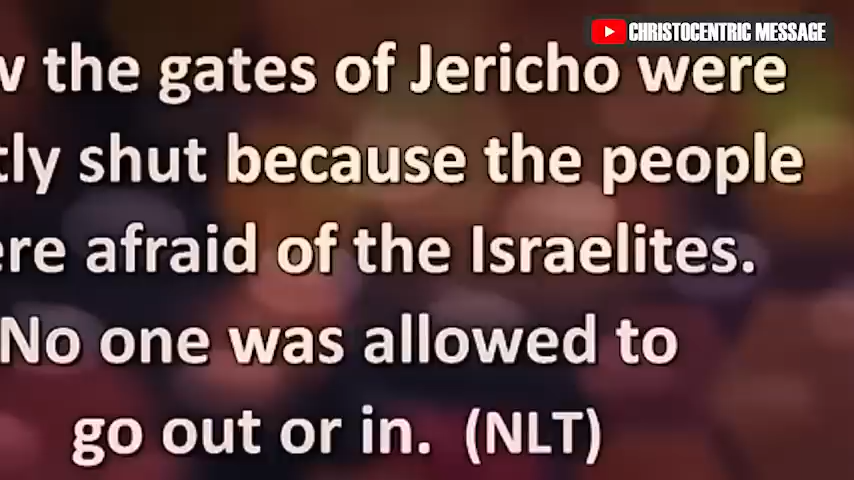 CHRISTOCENTRIC MESSAGE
the gates of Jericho were
shut because the people
afraid of the Israelites.
No one was allowed to
go out or in. (NLT)